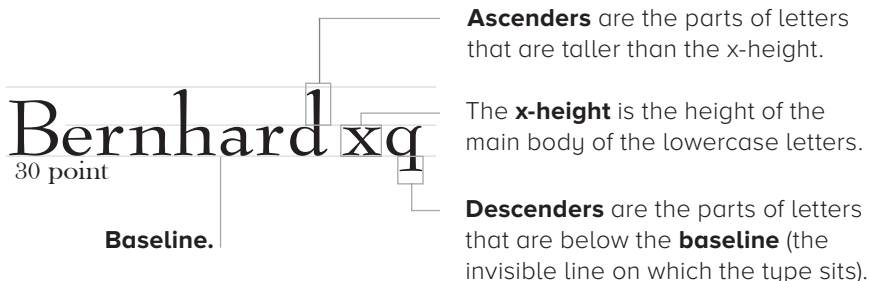 Ascenders are the parts of letters
that are taller than the x-height.
The x-height is the height of the
main body of the lowercase letters.
Bernhard xq
30 point
Descenders are the parts of letters
that are below the baseline (the
invisible line on which the type sits).
Baseline.